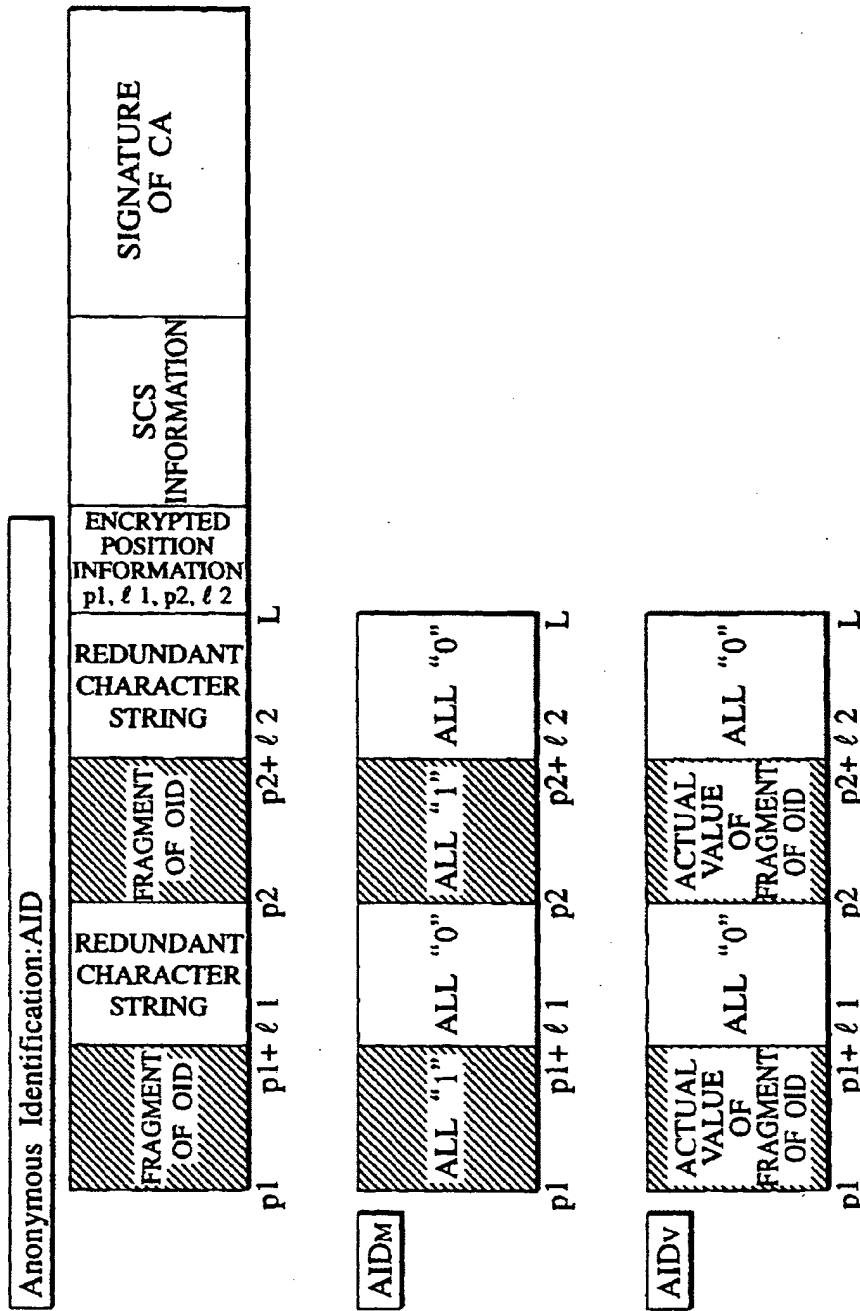 Anonymous Identification:AID
FRAGMENT
OF OID
REDUNDANT
CHARACTER
STRING
FRAGMENT
OF OID
REDUNDANT
CHARACTER
STRING
ENCRYPTED
POSITION
INFORMATION
p1, ℓ 1, p2, ℓ 2
SCS
INFORMATION
SIGNATURE
OF CA
p1
p1+ ℓ 1
p2
p2+ ℓ 2
L
AIDM
ALL “1”
ALL “0”
ALL “1”
ALL “0”
p1
p1+ ℓ 1
p2
p2+ ℓ 2
L
AIDV
ACTUAL
VALUE
OF
FRAGMENT
OF OID
ALL “0”
ACTUAL
VALUE
OF
FRAGMENT
OF OID
ALL “0”
p1
p1+ ℓ 1
p2
p2+ ℓ 2
L